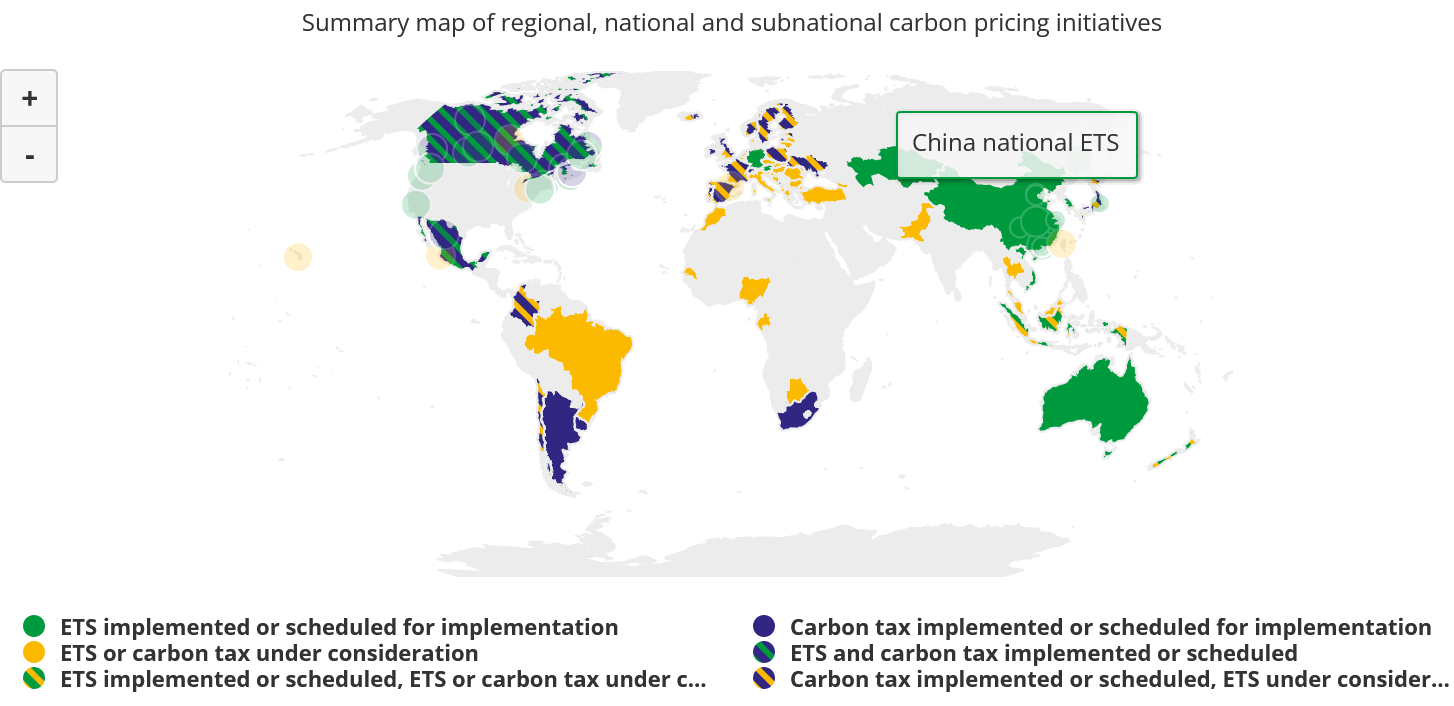 Summary map of regional, national and subnational carbon pricing initiatives
+
-
China national ETS
ETS implemented or scheduled for implementation
Carbon tax implemented or scheduled for implementation
ETS or carbon tax under consideration
ETS and carbon tax implemented or scheduled
ETS implemented or scheduled, ETS or carbon tax under c...
Carbon tax implemented or scheduled, ETS under consider...